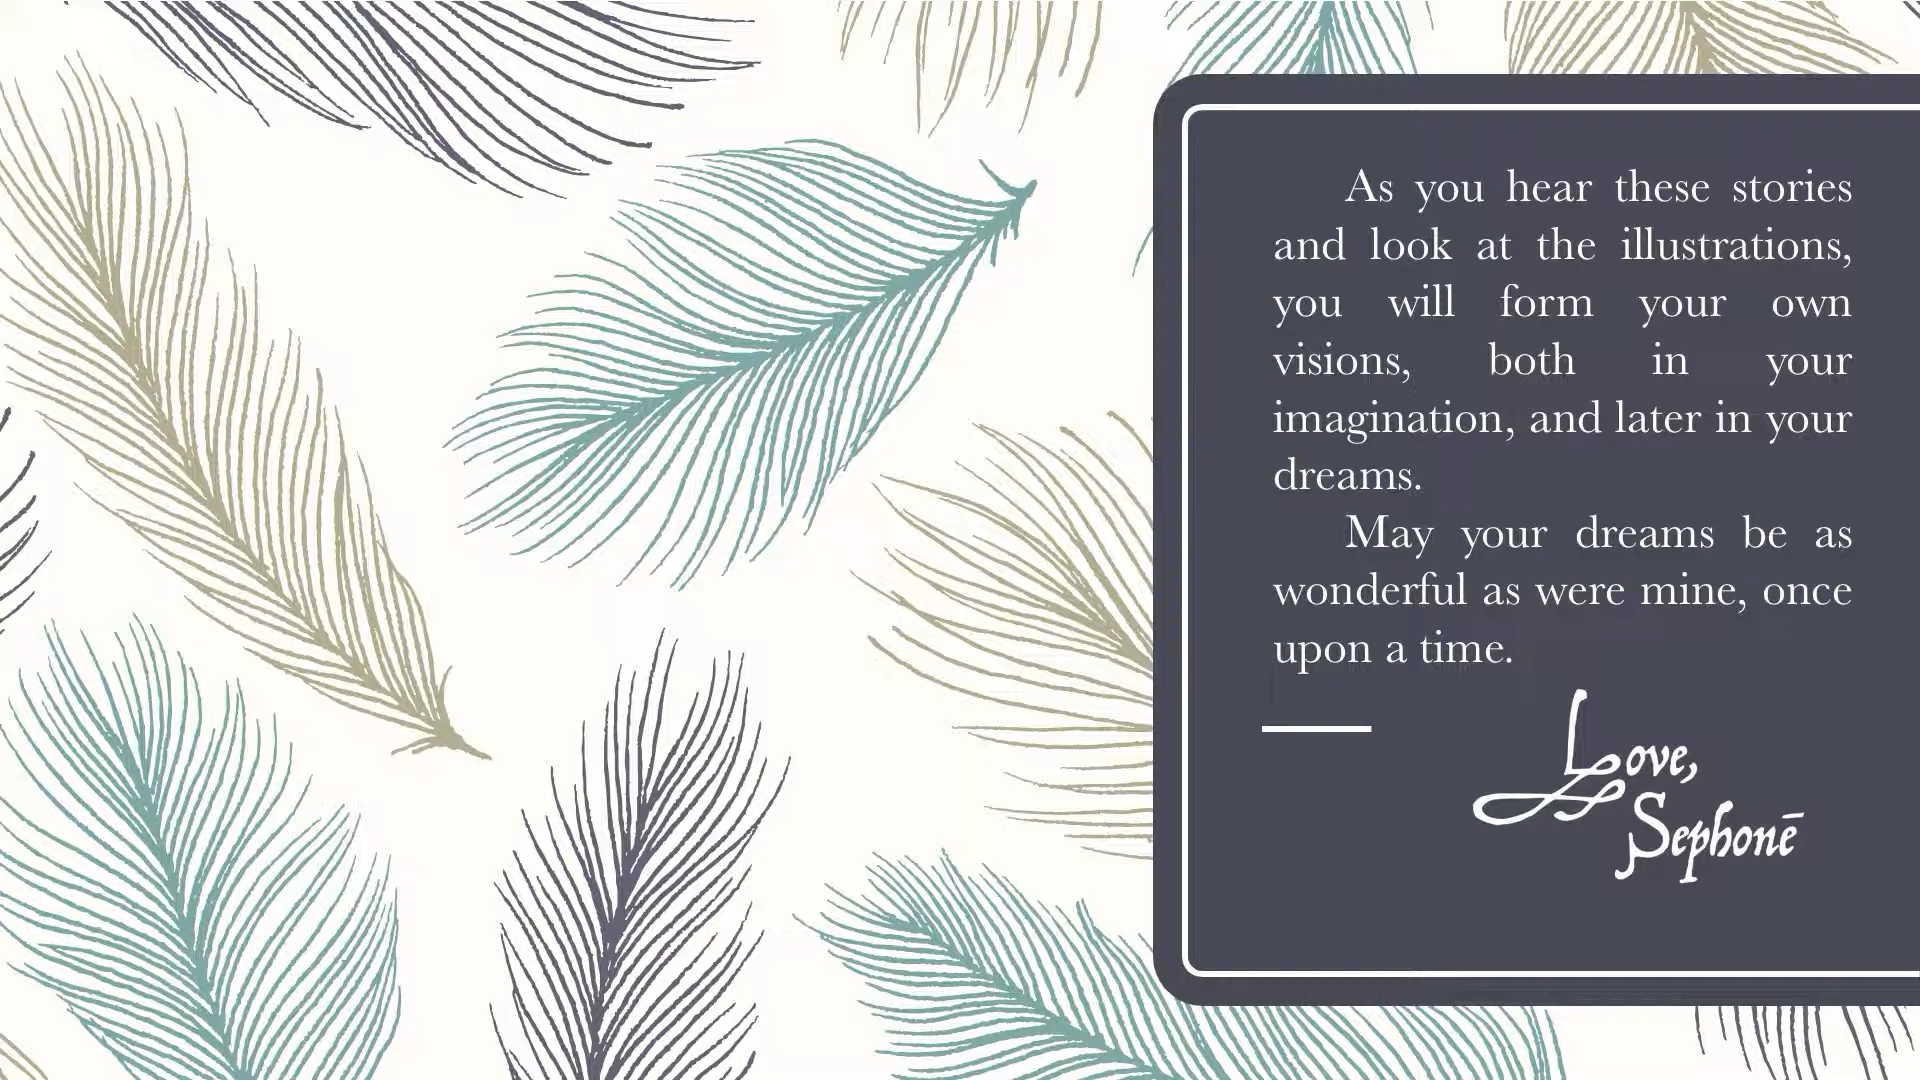 As you hear these stories
and look at the illustrations,
you will form your own
visions, both in your
imagination, and later in your
dreams.
May your dreams be as
wonderful as were mine, once
upon a time.
Love,
Sephonē